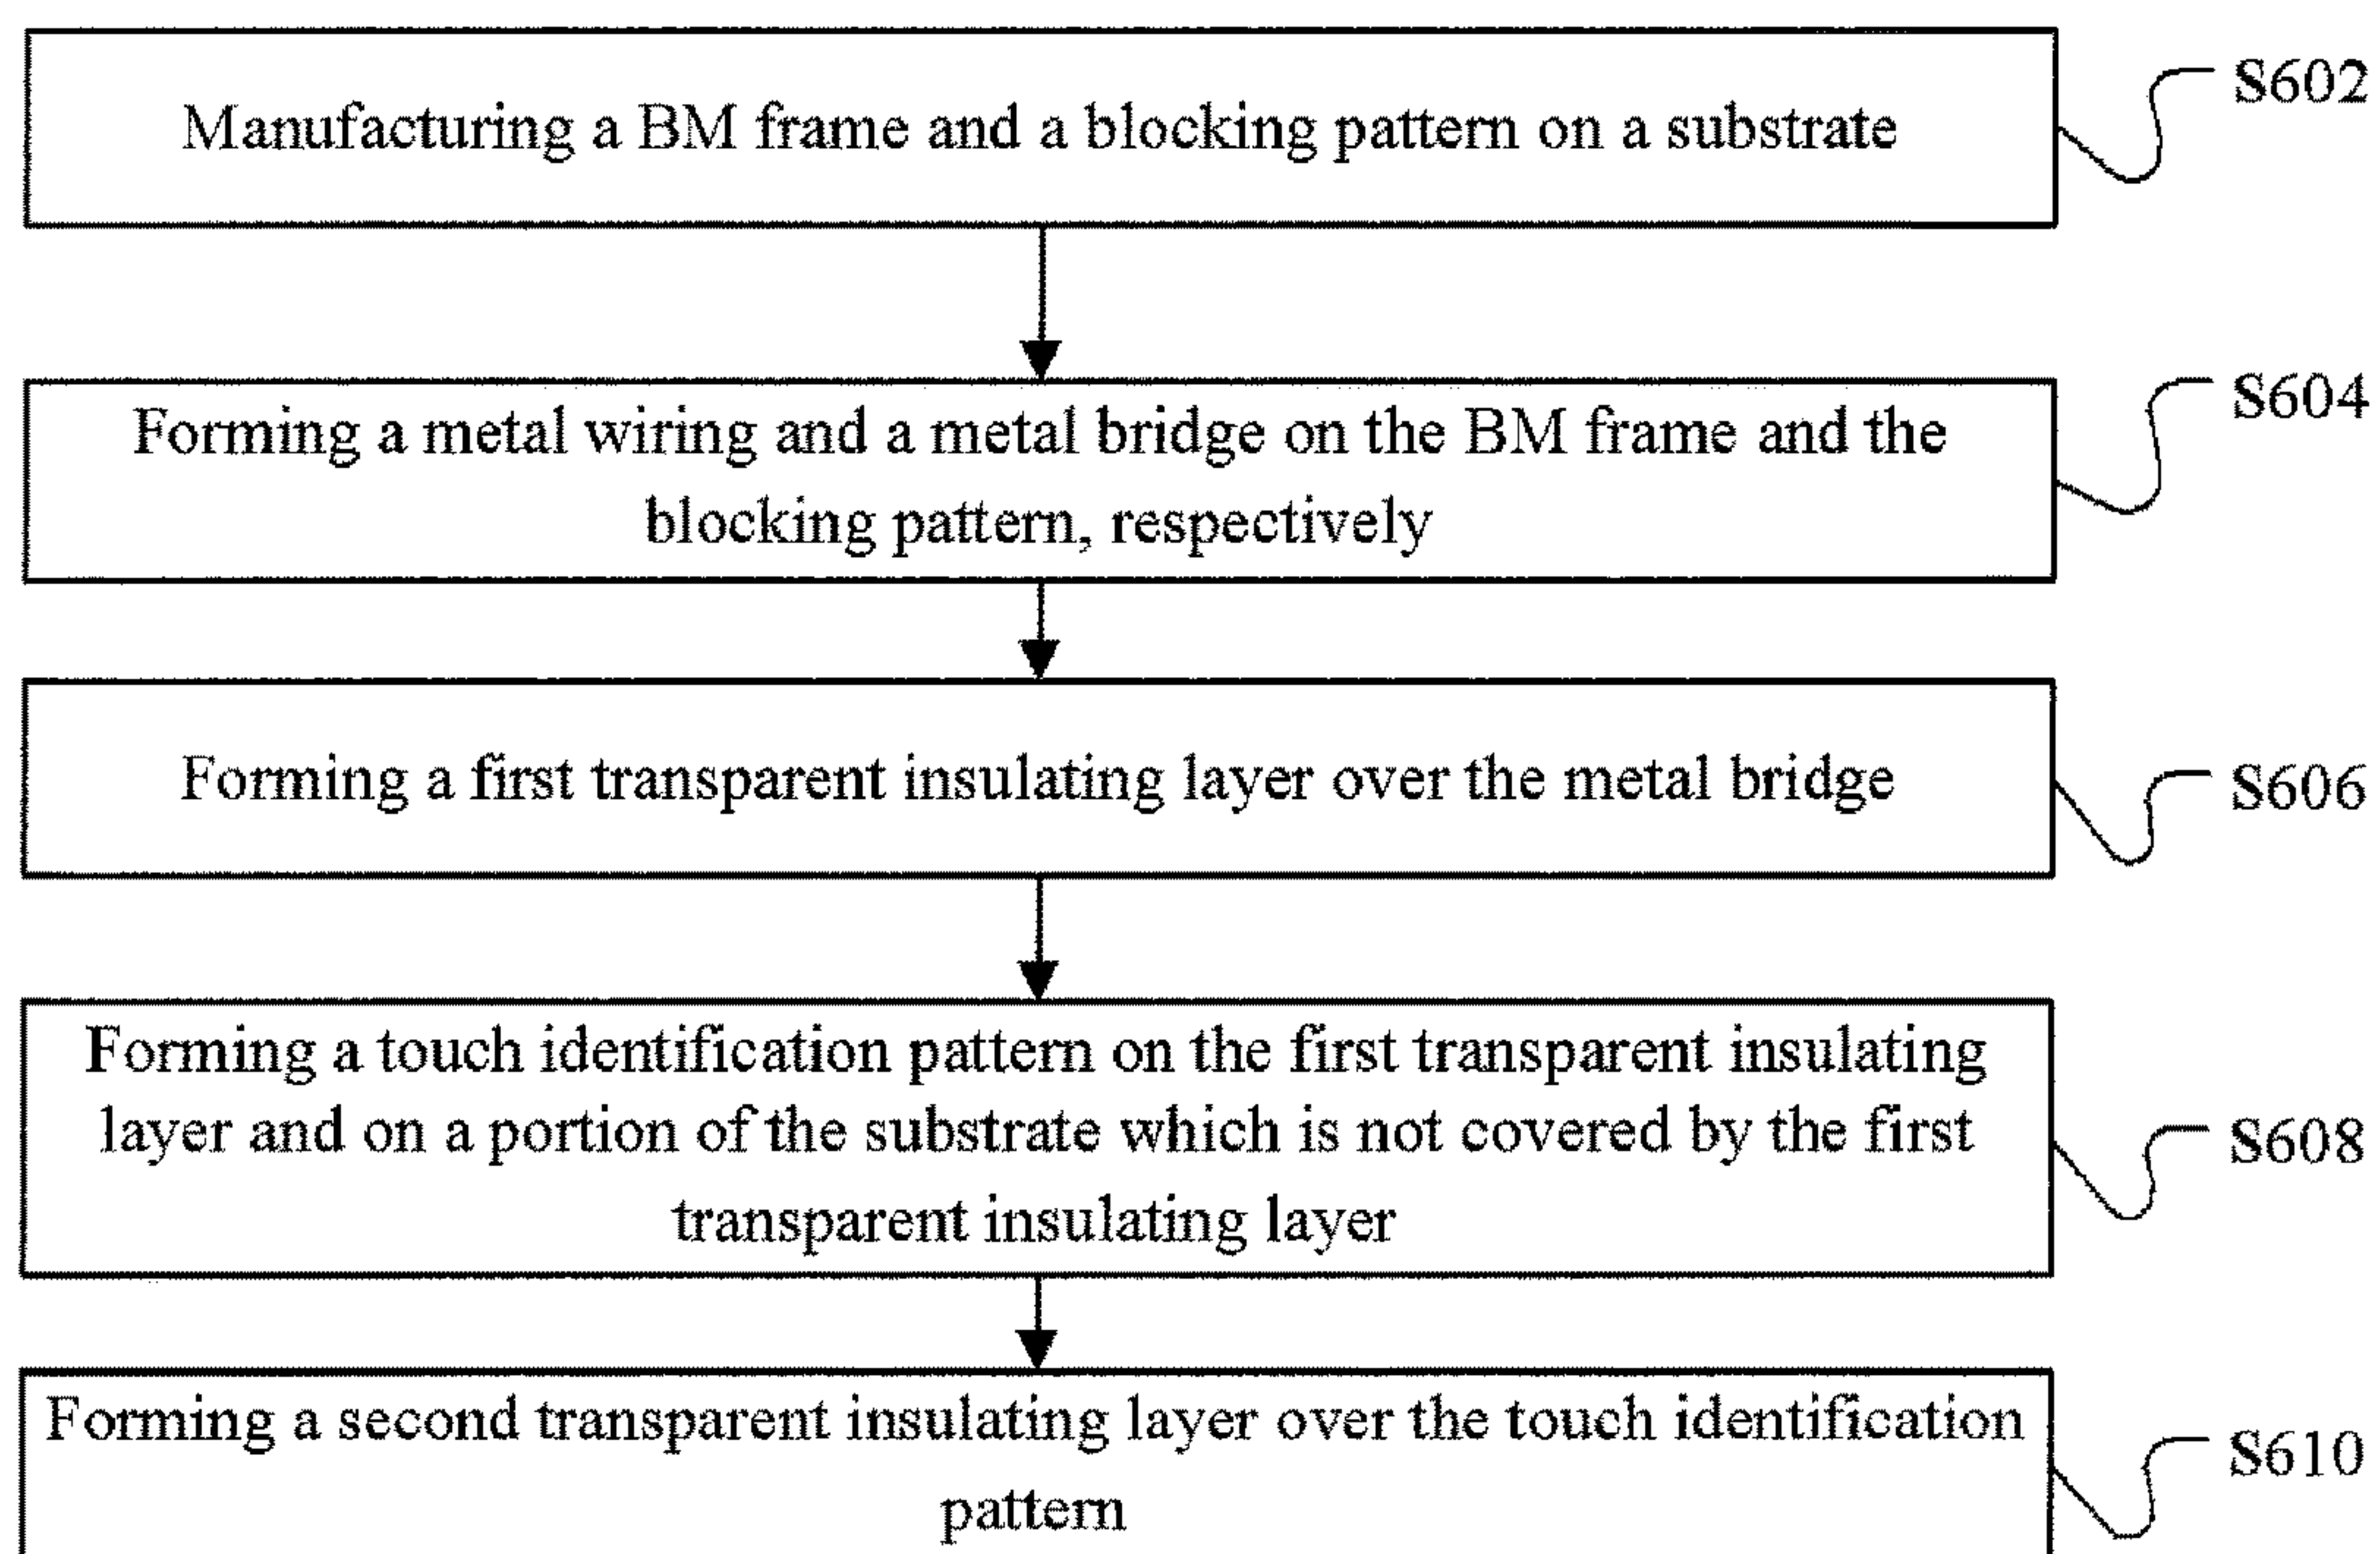 Manufacturing a BM frame and a blocking pattern on a substrate
S602
Forming a metal wiring and a metal bridge on the BM frame and the
blocking pattern, respectively
S604
Forming a first transparent insulating layer over the metal bridge
S606
Forming a touch identification pattern on the first transparent insulating
layer and on a portion of the substrate which is not covered by the first
transparent insulating layer
S608
Forming a second transparent insulating layer over the touch identification
pattern
S610